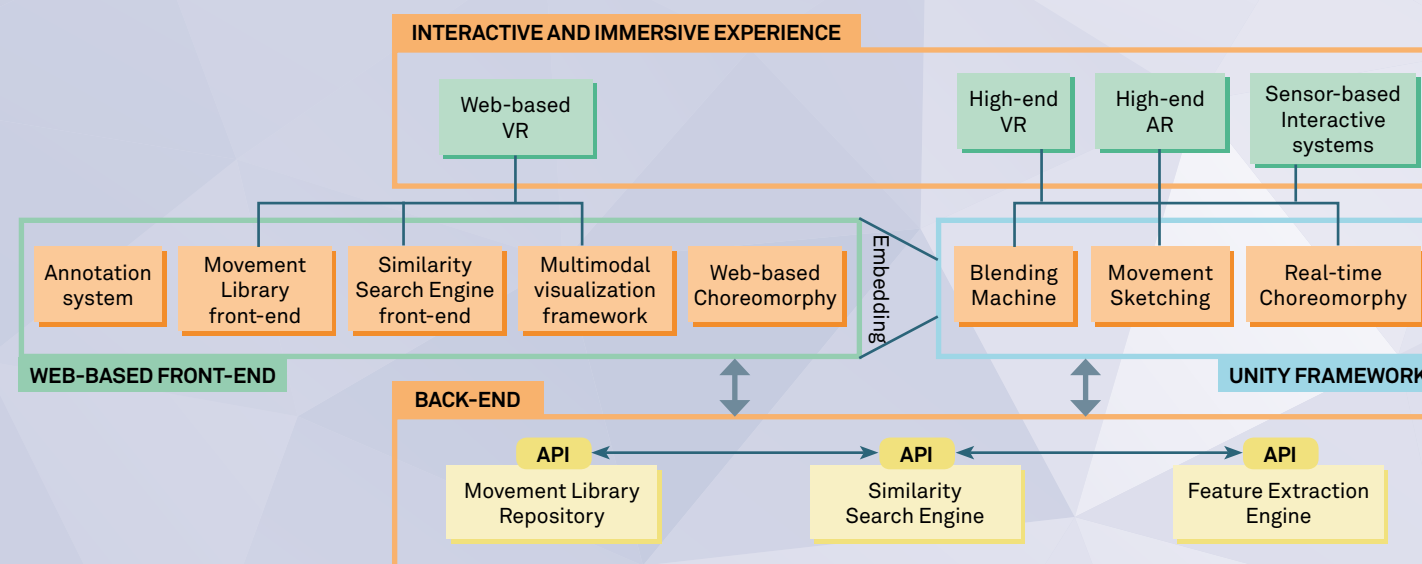 INTERACTIVE AND IMMERSIVE EXPERIENCE
Web-based
VR
High-end
VR
High-end
AR
Sensor-based
Interactive
systems
Annotation
system
Movement
Library
front-end
Similarity
Search Engine
front-end
Multimodal
visualization
framework
Web-based
Choreomorphy
Embedding
Blending
Machine
Movement
Sketching
Real-time
Choreomorphy
WEB-BASED FRONT-END
UNITY FRAMEWORK
BACK-END
API
Movement Library
Repository
API
Similarity
Search Engine
API
Feature Extraction
Engine